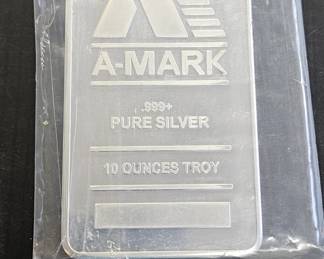 A-MARK
.999+
PURE SILVER
10 OUNCES TROY